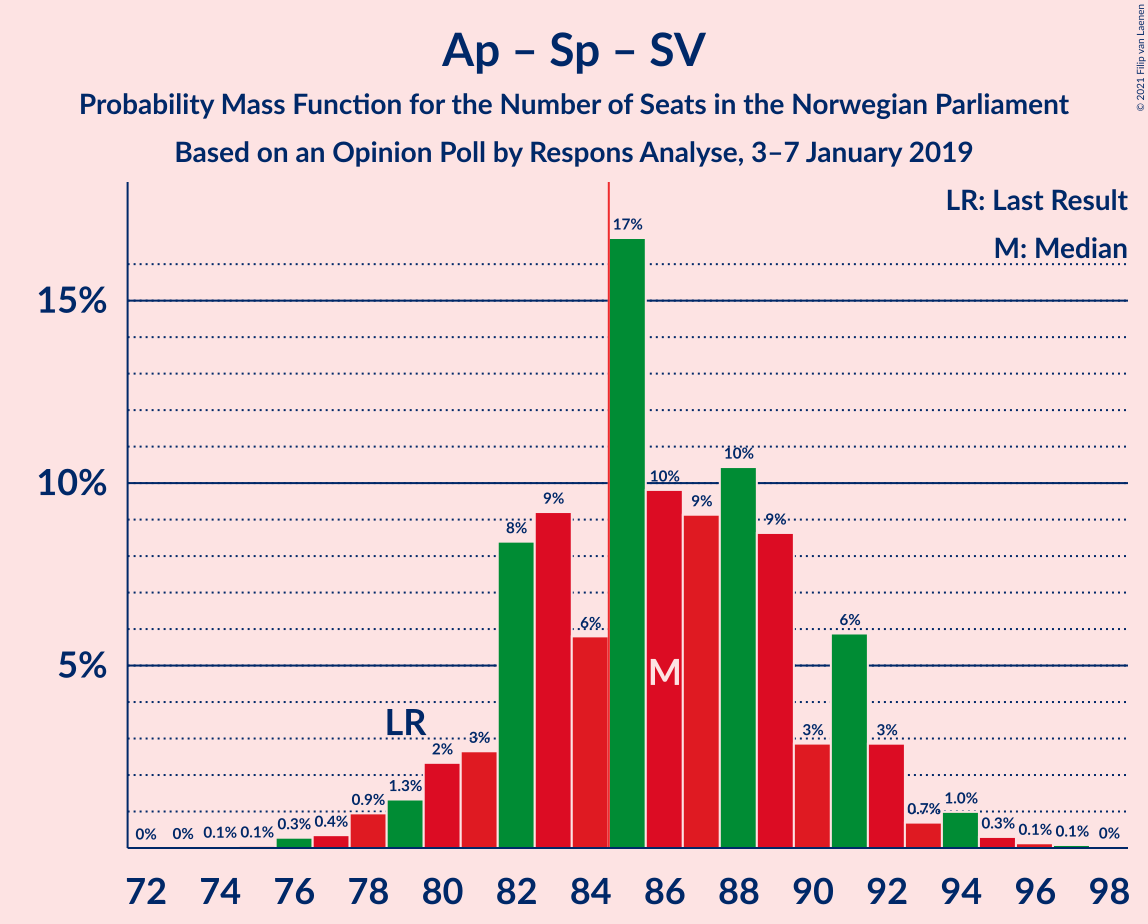 Ap – Sp – SV
Probability Mass Function for the Number of Seats in the Norwegian Parliament
Based on an Opinion Poll by Respons Analyse, 3–7 January 2019
© 2021 Filip van Laenen
LR: Last Result
M: Median
15%
10%
5%
0% 0% 0.1% 0.1% 0.3% 0.4% 0.9% 1.3% 2% 3% 8% 9% 6% 17% 10% 9% 10% 9% 3% 6% 3% 0.7% 1.0% 0.3% 0.1% 0.1% 0%
LR
M
72 74 76 78 80 82 84 86 88 90 92 94 96 98